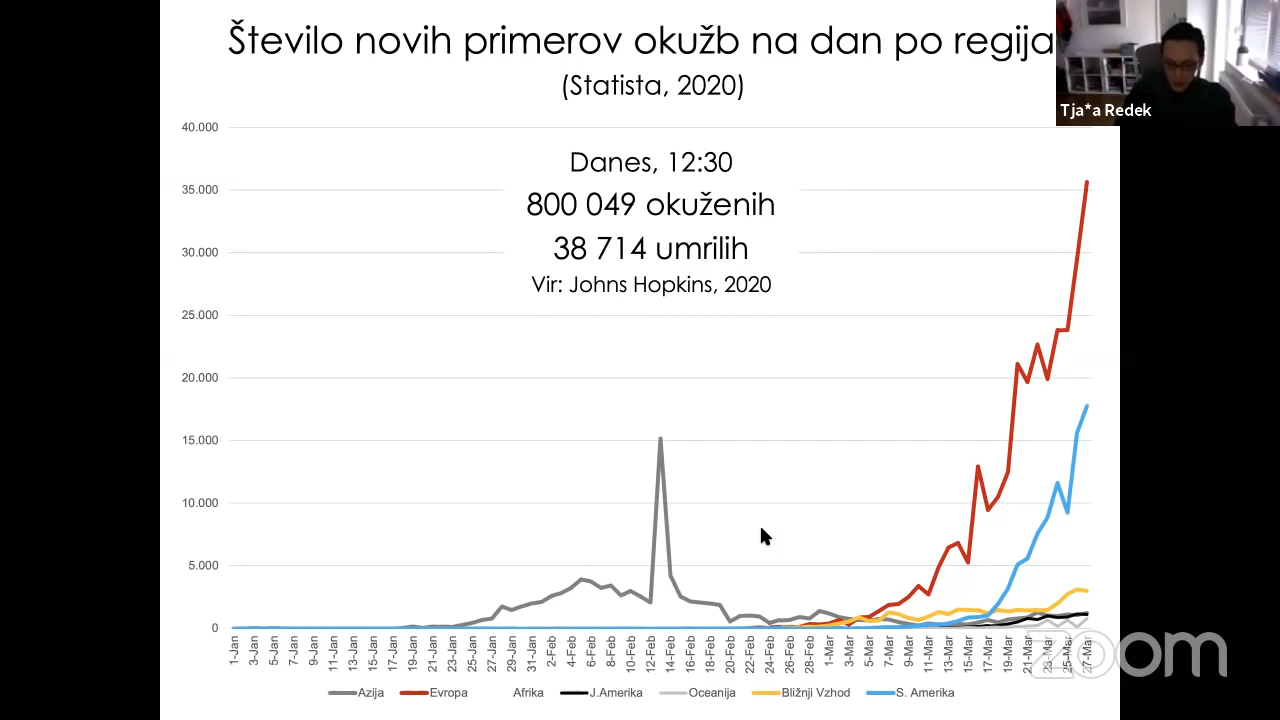 Število novih primerov okužb na dan po regija
(Statista, 2020)
Tja*a Redek
40.000
Danes, 12:30
35.000
800 049 okuženih
38 714 umrilih
30.000
Vir: Johns Hopkins, 2020
25.000
20.000
15.000
10.000
5.000
0
1-Jan 3-Jan 5-Jan 7-Jan 9-Jan 11-Jan 13-Jan 15-Jan 17-Jan 19-Jan 21-Jan 23-Jan 25-Jan 27-Jan 29-Jan 31-Jan 2-Feb 4-Feb 6-Feb 8-Feb 10-Feb 12-Feb 14-Feb 16-Feb 18-Feb 20-Feb 22-Feb 24-Feb 26-Feb 28-Feb 1-Mar 3-Mar 5-Mar 7-Mar 9-Mar 11-Mar 13-Mar 15-Mar 17-Mar 19-Mar 21-Mar 23-Mar 25-Mar 27-Mar
zoom
Azija Evropa Afrika J.Amerika Oceanija Bližnji Vzhod S. Amerika